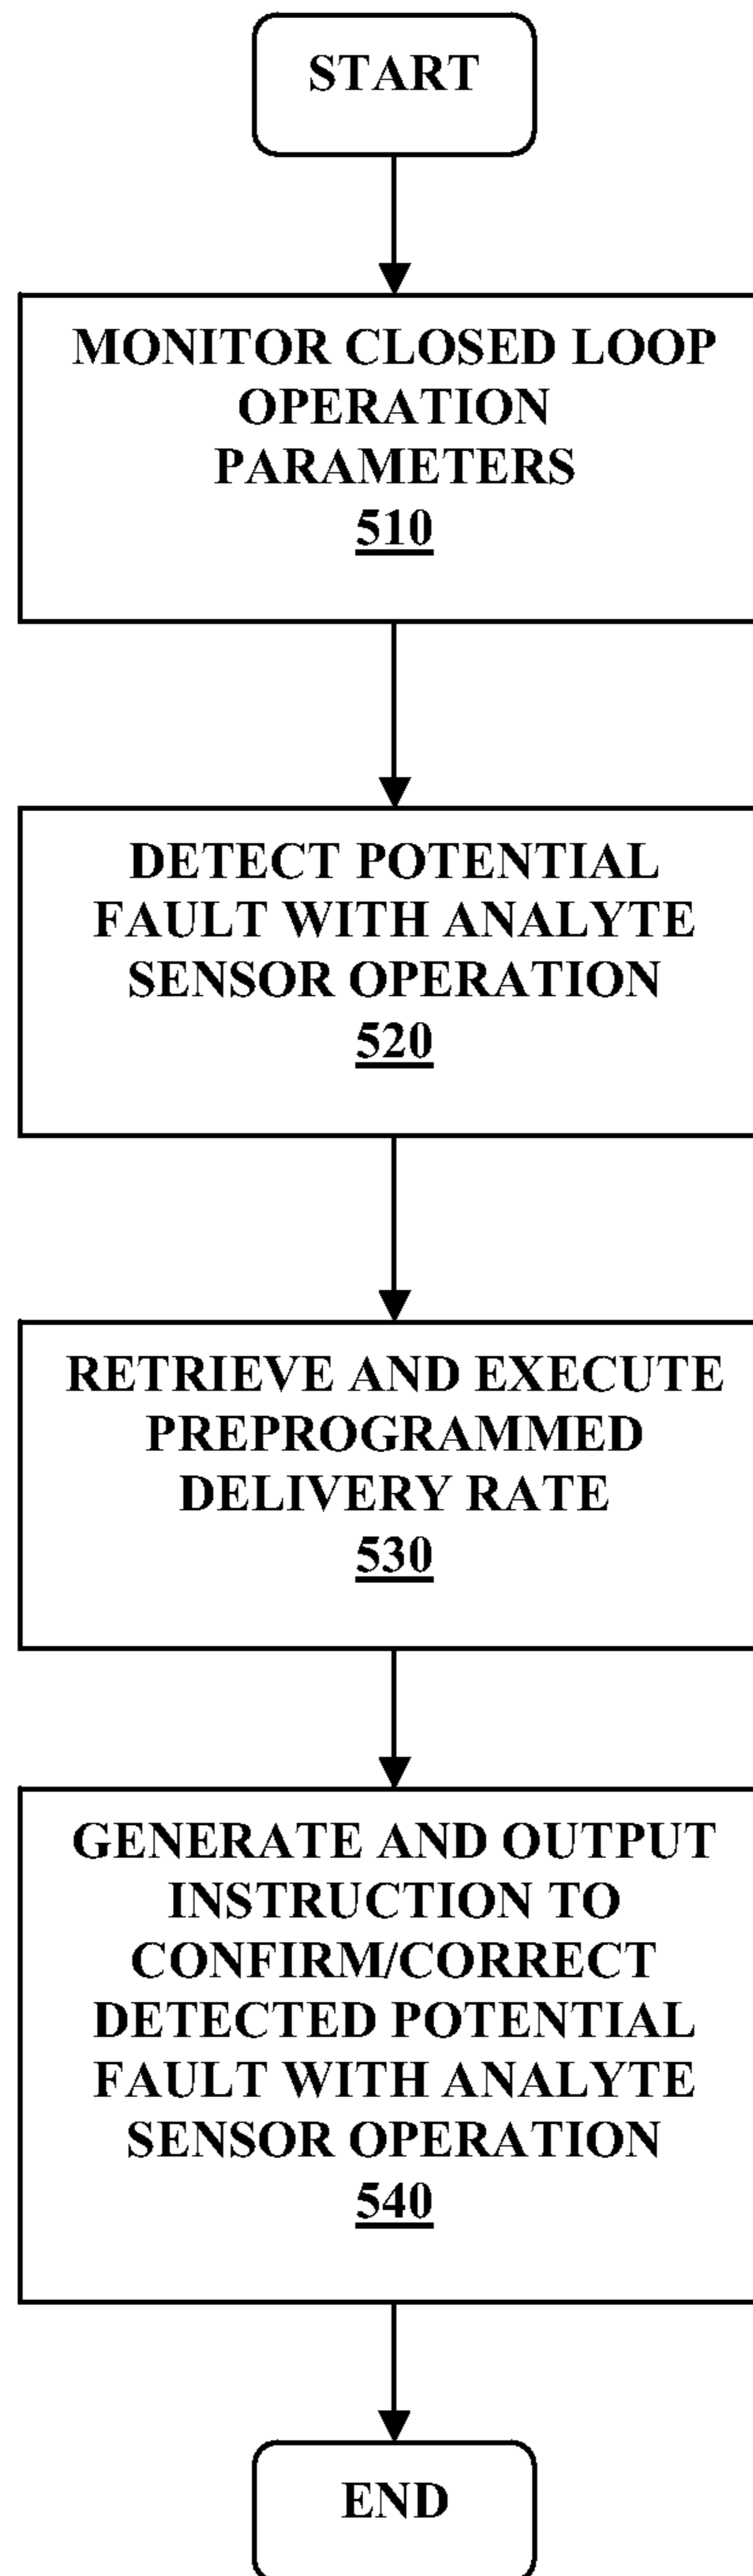 START
MONITOR CLOSED LOOP
OPERATION
PARAMETERS
510
DETECT POTENTIAL
FAULT WITH ANALYTE
SENSOR OPERATION
520
RETRIEVE AND EXECUTE
PREPROGRAMMED
DELIVERY RATE
530
GENERATE AND OUTPUT
INSTRUCTION TO
CONFIRM/CORRECT
DETECTED POTENTIAL
FAULT WITH ANALYTE
SENSOR OPERATION
540
END